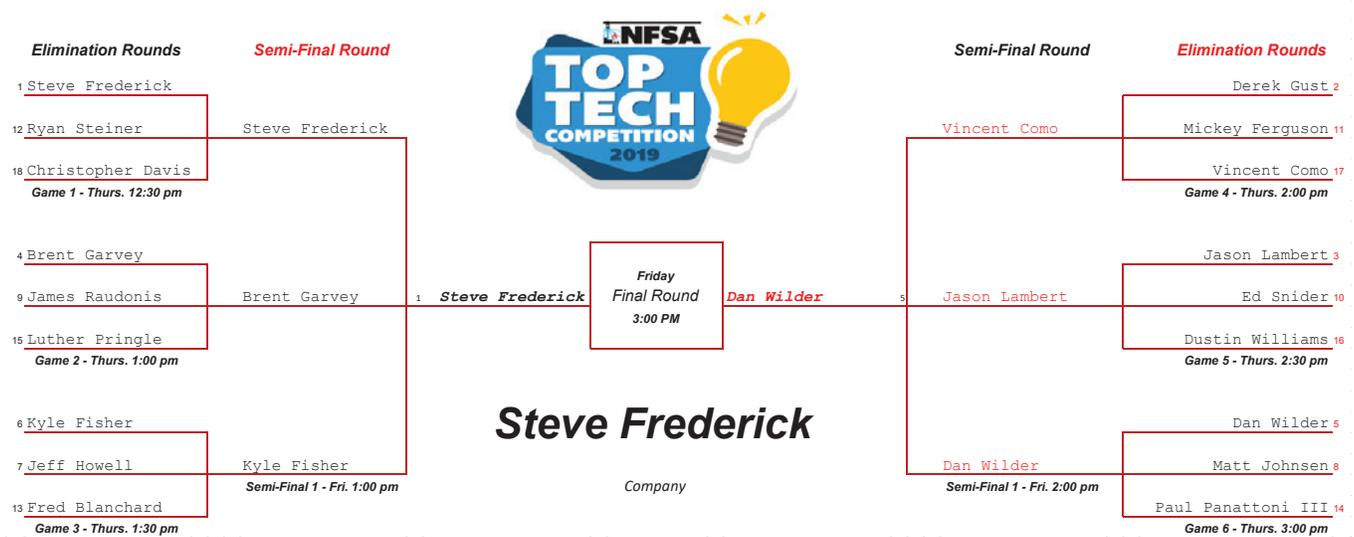 NFSA
TOP
TECH
COMPETITION
2019
Elimination Rounds
Semi-Final Round
Semi-Final Round
Elimination Rounds
1 Steve Frederick
12 Ryan Steiner
18 Christopher Davis
Game 1 - Thurs. 12:30 pm
4 Brent Garvey
9 James Raudonis
15 Luther Pringle
Game 2 - Thurs. 1:00 pm
6 Kyle Fisher
7 Jeff Howell
13 Fred Blanchard
Game 3 - Thurs. 1:30 pm
Steve Frederick
Brent Garvey
Kyle Fisher
Semi-Final 1 - Fri. 1:00 pm
1 Steve Frederick
Friday
Final Round
3:00 PM
Dan Wilder 5
Steve Frederick
Company
Vincent Como
Jason Lambert
Dan Wilder
Semi-Final 1 - Fri. 2:00 pm
Derek Gust 2
Mickey Ferguson 11
Vincent Como 17
Game 4 - Thurs. 2:00 pm
Jason Lambert 3
Ed Snider 10
Dustin Williams 16
Game 5 - Thurs. 2:30 pm
Dan Wilder 5
Matt Johnsen 8
Paul Panattoni III 14
Game 6 - Thurs. 3:00 pm